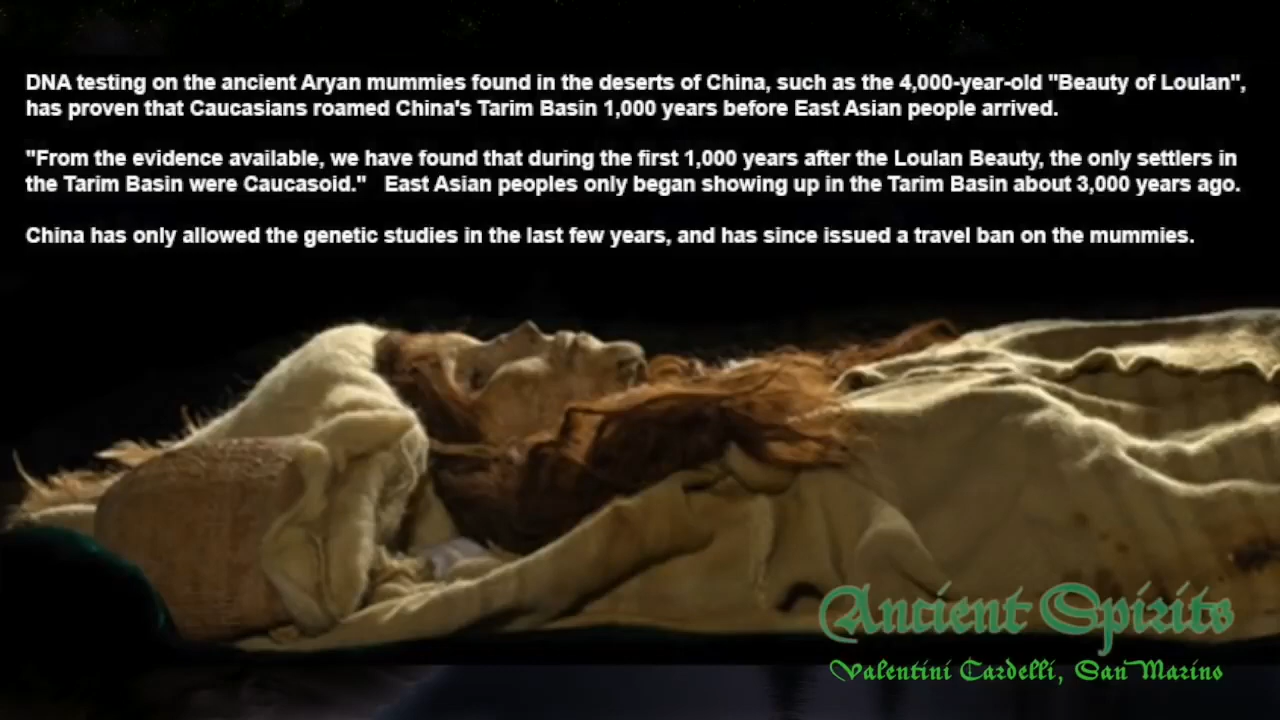 DNA testing on the ancient Aryan mummies found in the deserts of China, such as the 4,000-year-old "Beauty of Loulan",
has proven that Caucasians roamed China's Tarim Basin 1,000 years before East Asian people arrived.
"From the evidence available, we have found that during the first 1,000 years after the Loulan Beauty, the only settlers in
the Tarim Basin were Caucasoid." East Asian peoples only began showing up in the Tarim Basin about 3,000 years ago.
China has only allowed the genetic studies in the last few years, and has since issued a travel ban on the mummies.
Ancient Spirits
Valentini Cardelli, San Marino